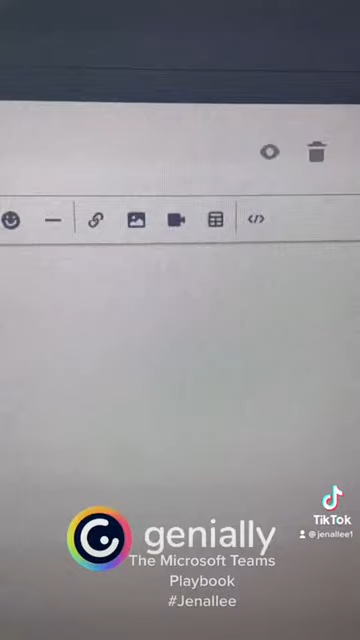 genially
The Microsoft Teams
Playbook
#Jenallee
TikTok
@jenallee1